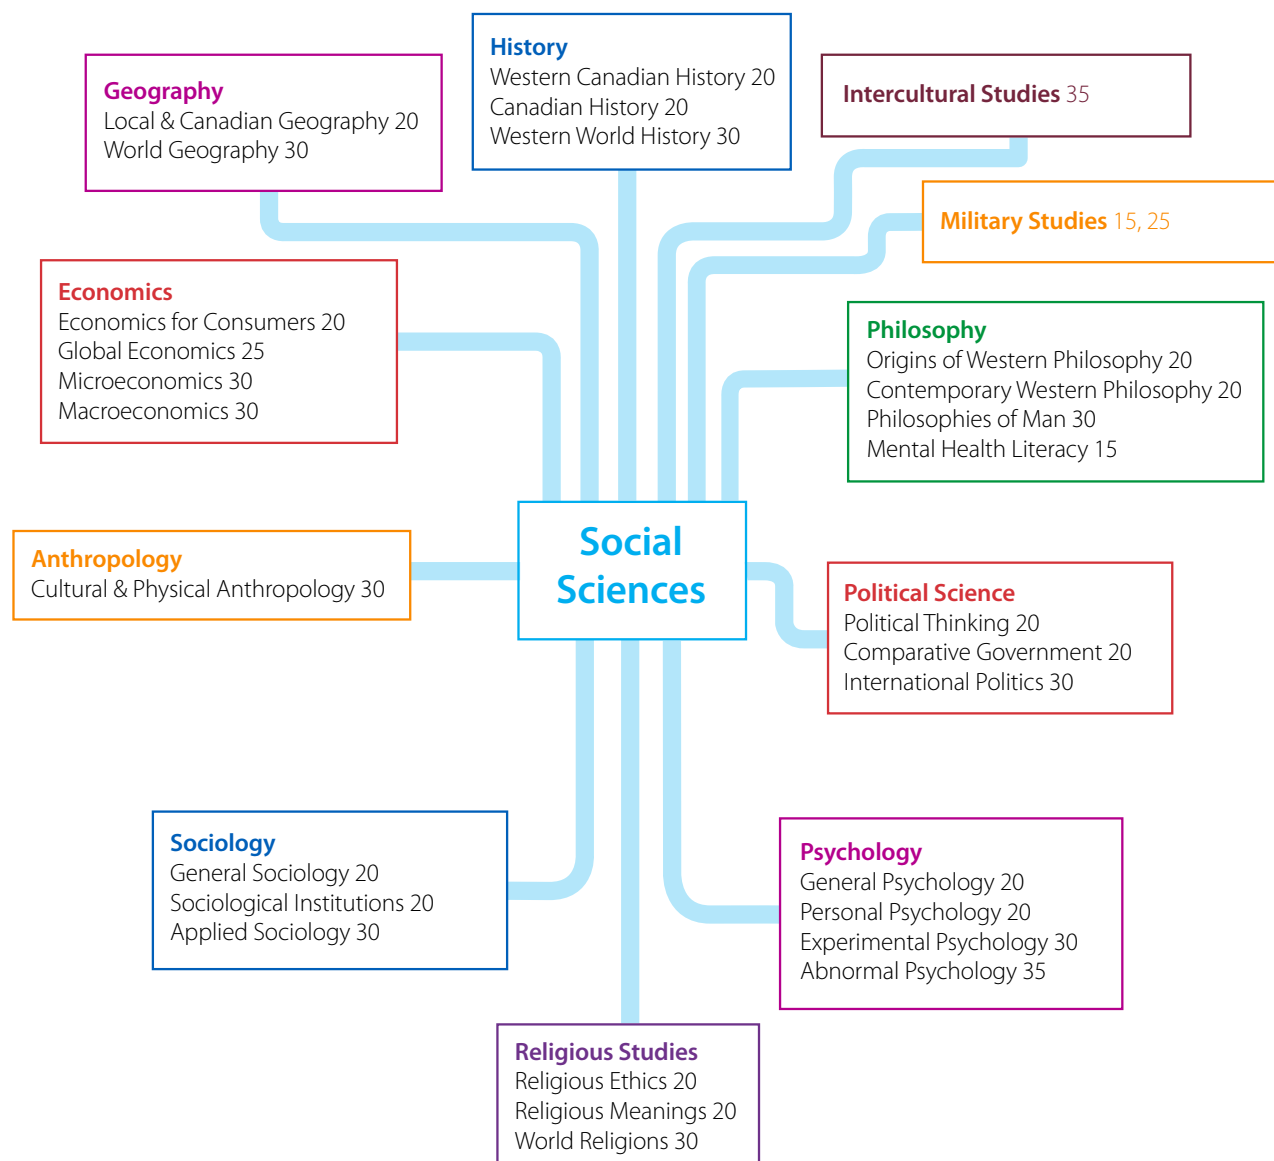 History
Western Canadian History 20
Canadian History 20
Western World History 30
Geography
Local & Canadian Geography 20
World Geography 30
Intercultural Studies 35
Military Studies 15, 25
Economics
Economics for Consumers 20
Global Economics 25
Microeconomics 30
Macroeconomics 30
Philosophy
Origins of Western Philosophy 20
Contemporary Western Philosophy 20
Philosophies of Man 30
Mental Health Literacy 15
Social
Sciences
Anthropology
Cultural & Physical Anthropology 30
Political Science
Political Thinking 20
Comparative Government 20
International Politics 30
Sociology
General Sociology 20
Sociological Institutions 20
Applied Sociology 30
Psychology
General Psychology 20
Personal Psychology 20
Experimental Psychology 30
Abnormal Psychology 35
Religious Studies
Religious Ethics 20
Religious Meanings 20
World Religions 30